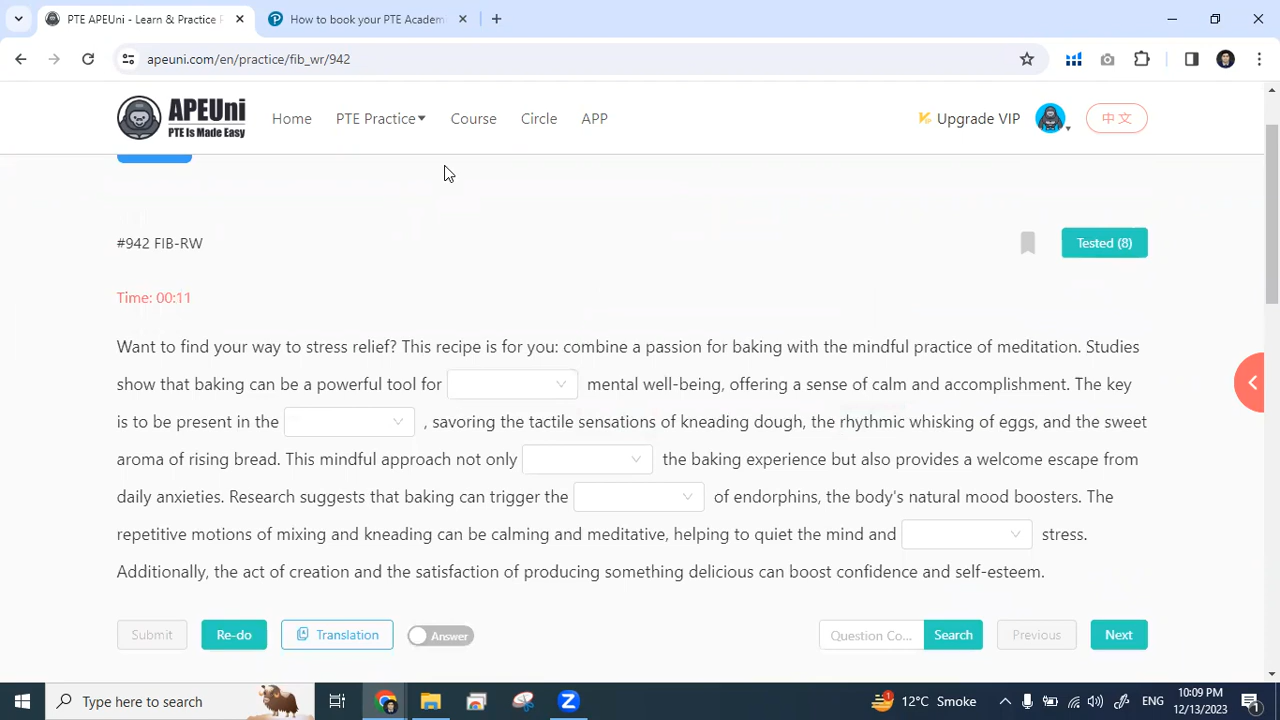 PTE APEUni - Learn & Practice P
How to book your PTE Academ
apeuni.com/en/practice/fib_wr/942
APEUni
PTE Is Made Easy
Home
PTE Practice
Course
Circle
APP
Upgrade VIP
中文
#942 FIB-RW
Tested (8)
Time: 00:11
Want to find your way to stress relief? This recipe is for you: combine a passion for baking with the mindful practice of meditation. Studies
show that baking can be a powerful tool for mental well-being, offering a sense of calm and accomplishment. The key
is to be present in the , savoring the tactile sensations of kneading dough, the rhythmic whisking of eggs, and the sweet
aroma of rising bread. This mindful approach not only the baking experience but also provides a welcome escape from
daily anxieties. Research suggests that baking can trigger the of endorphins, the body's natural mood boosters. The
repetitive motions of mixing and kneading can be calming and meditative, helping to quiet the mind and stress.
Additionally, the act of creation and the satisfaction of producing something delicious can boost confidence and self-esteem.
Submit
Re-do
Translation
Answer
Question Co...
Search
Previous
Next
Type here to search
1
12°C Smoke
ENG
10:09 PM
12/13/2023
1